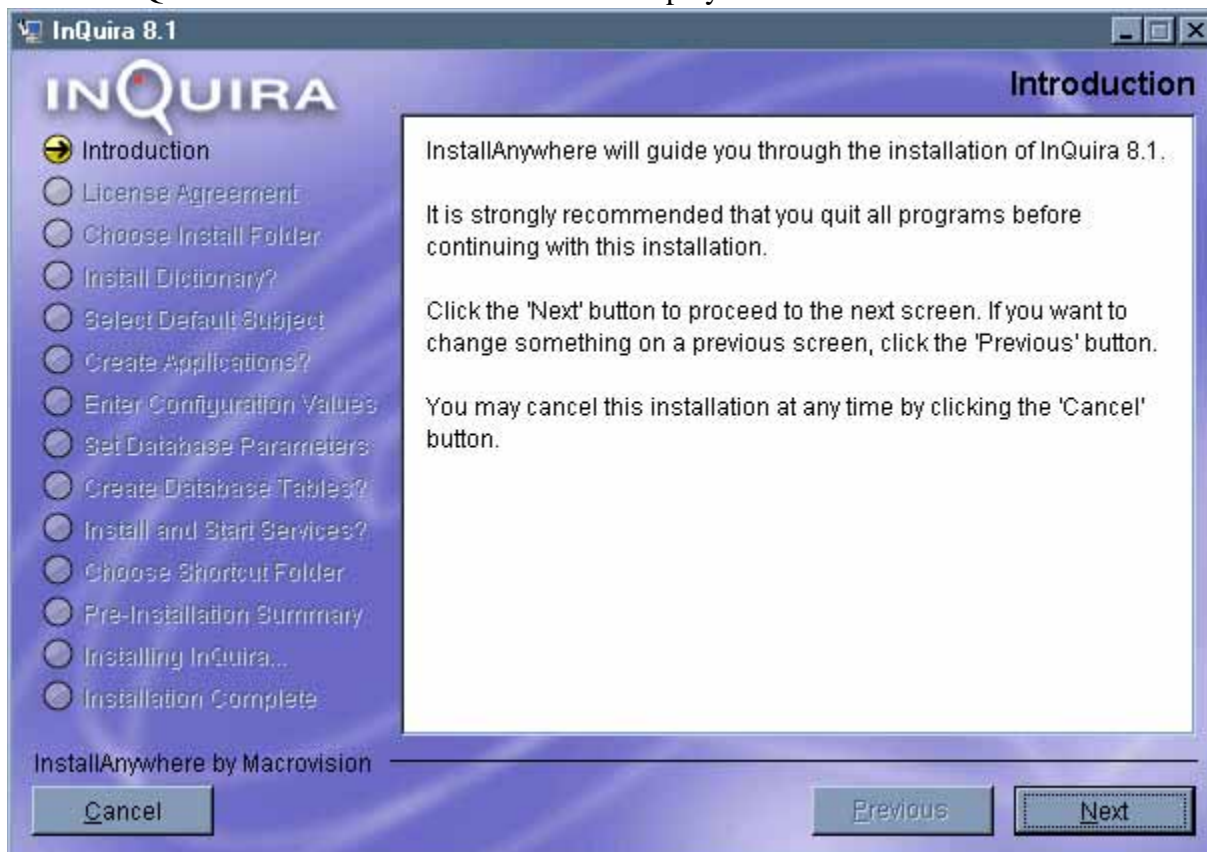 InQuira 8.1
INQUIRA
Introduction
Introduction
License Agreement
Choose Install Folder
Install Dictionary?
Select Default Subject
Create Applications?
Enter Configuration Values
Set Database Parameters
Create Database Tables?
Install and Start Services?
Choose Shortcut Folder
Pre-Installation Summary
Installing InQuira...
Installation Complete
InstallAnywhere will guide you through the installation of InQuira 8.1.
It is strongly recommended that you quit all programs before
continuing with this installation.
Click the 'Next' button to proceed to the next screen. If you want to
change something on a previous screen, click the 'Previous' button.
You may cancel this installation at any time by clicking the 'Cancel'
button.
InstallAnywhere by Macrovision
Cancel
Previous
Next